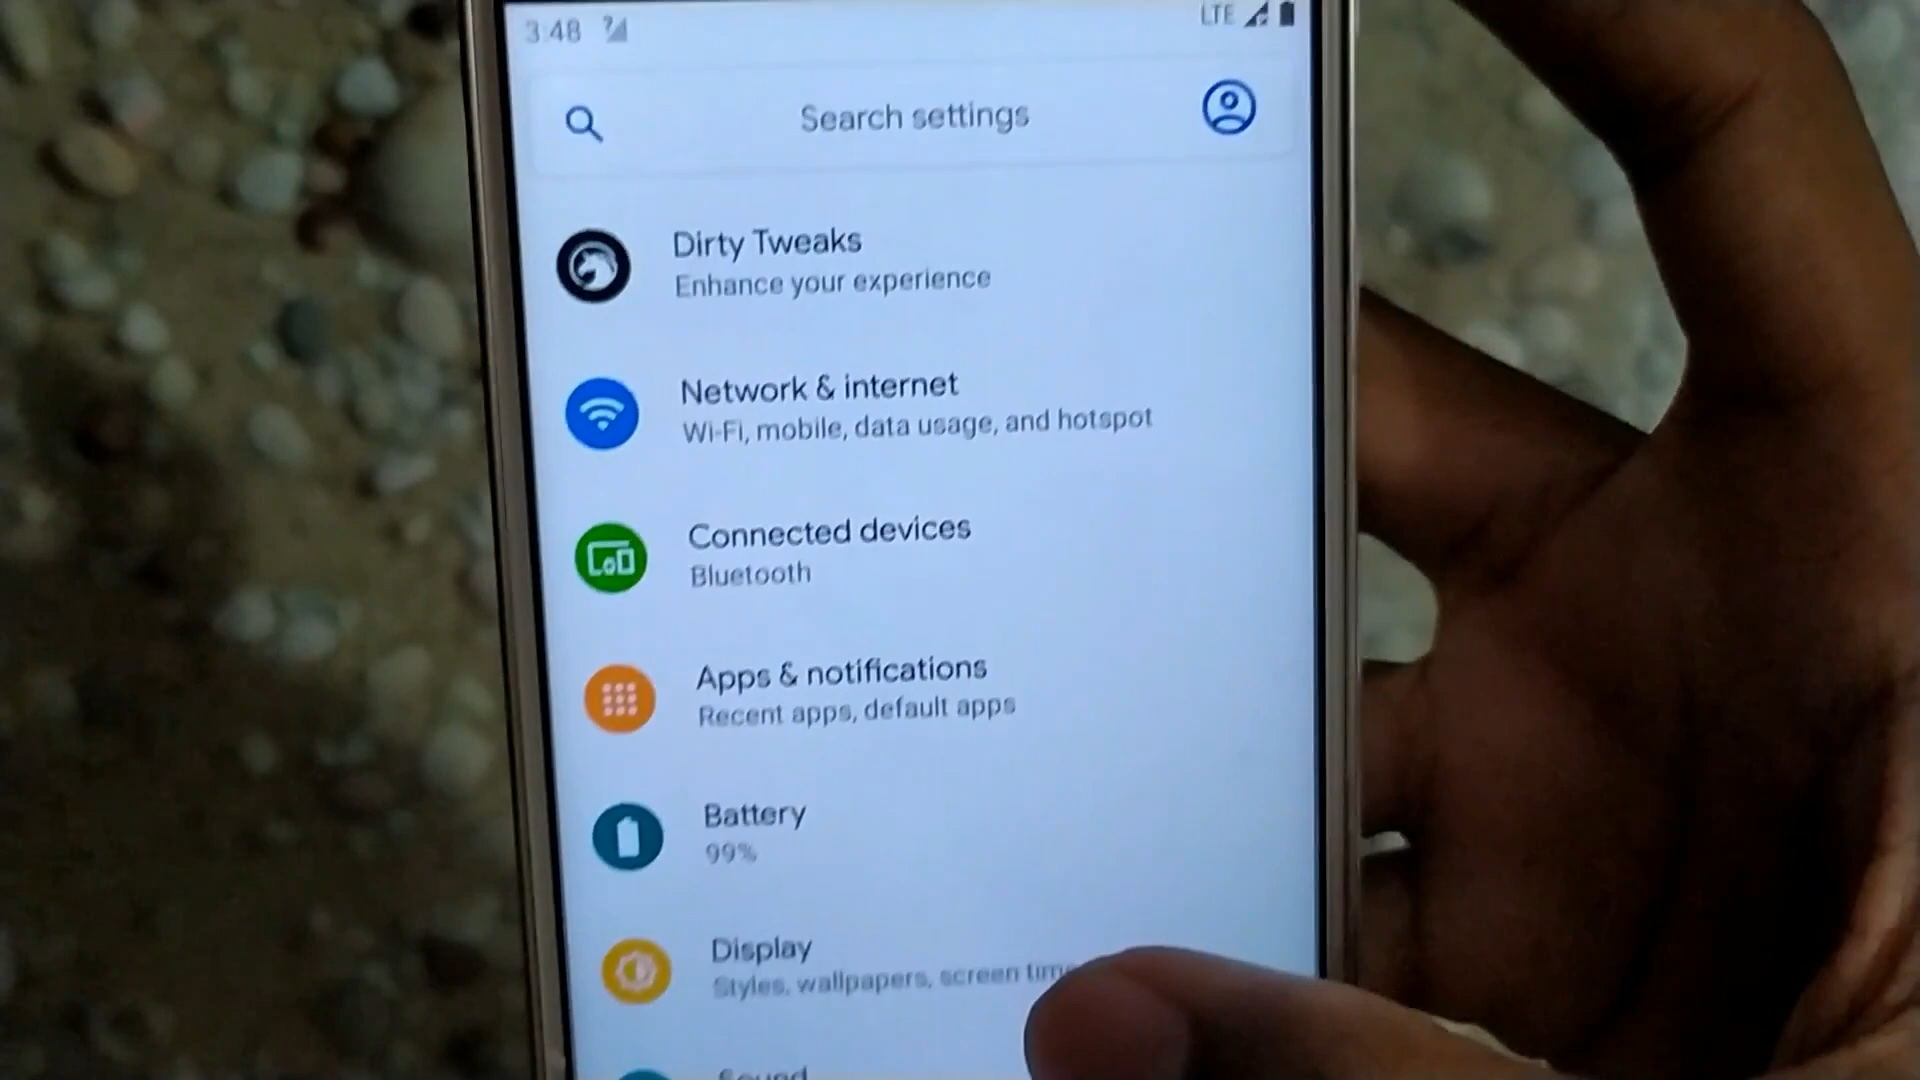 3:48
LTE
Search settings
Dirty Tweaks
Enhance your experience
Network & internet
Wi-Fi, mobile, data usage, and hotspot
Connected devices
Bluetooth
Apps & notifications
Recent apps, default apps
Battery
99%
Display
Styles, wallpapers, screen
Sound